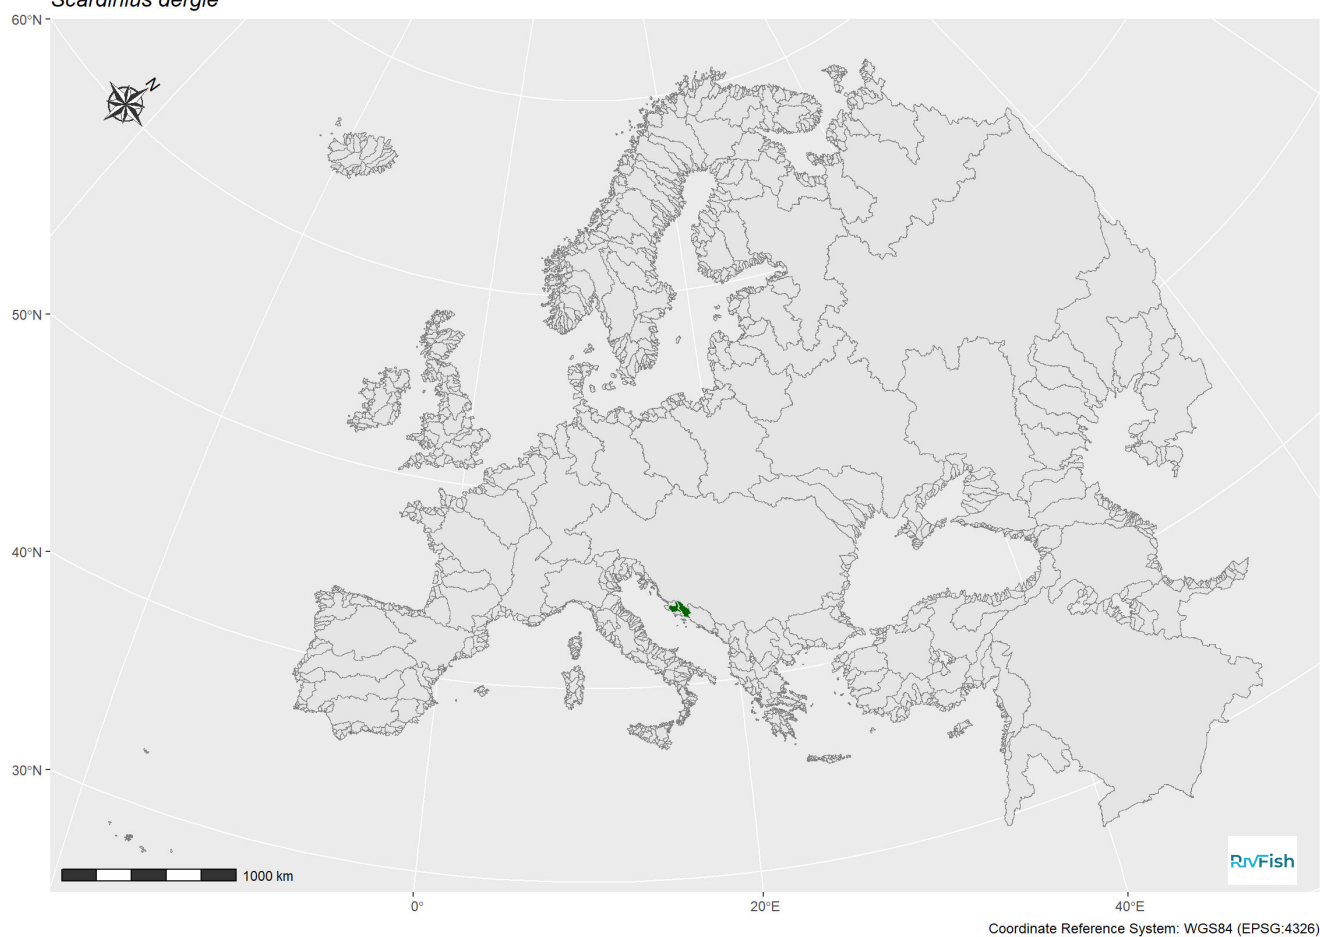 Scardinius dergle
60°N
N
50°N
40°N
30°N
1000 km
RivFish
0°
20°E
40°E
Coordinate Reference System: WGS84 (EPSG:4326)